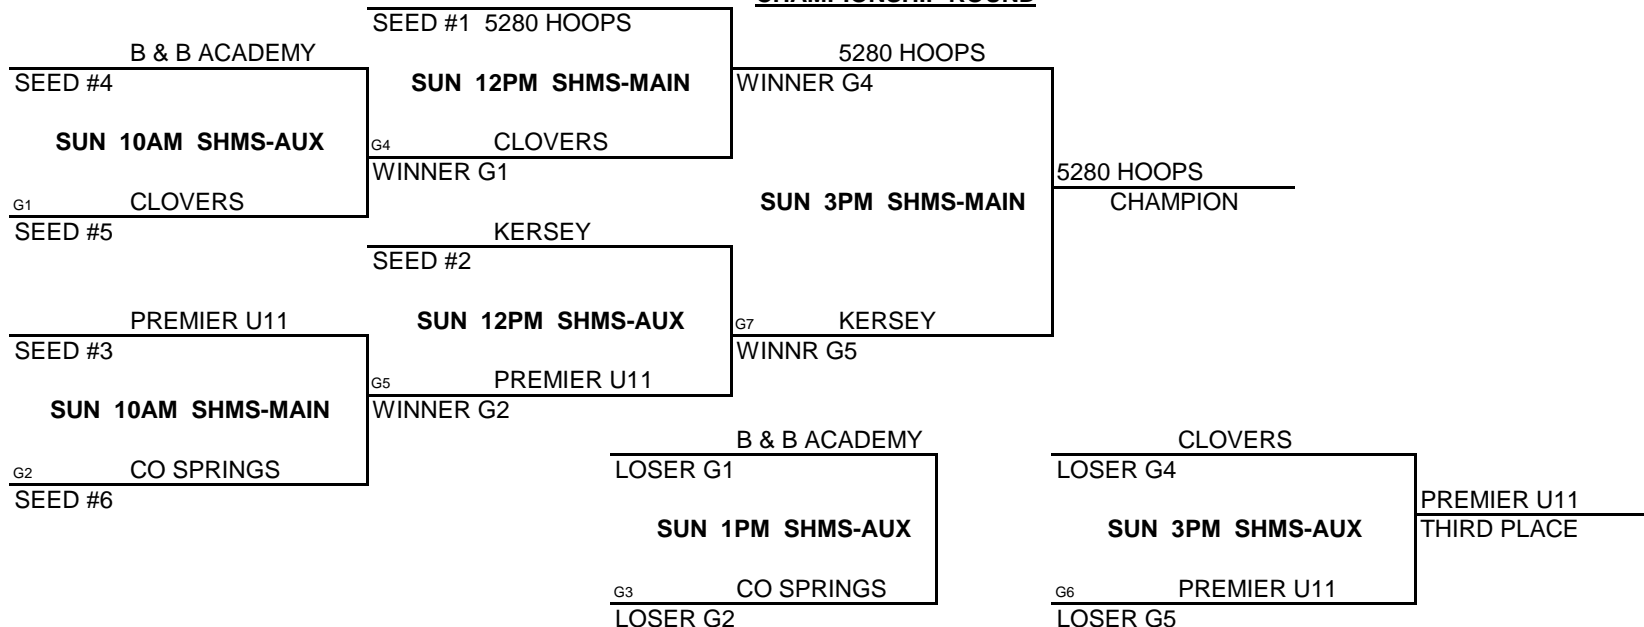 CHAMPIONSHIP ROUND
SEED #1 5280 HOOPS
B & B ACADEMY
5280 HOOPS
SEED #4
SUN 12PM SHMS-MAIN
WINNER G4
SUN 10AM SHMS-AUX
G4 CLOVERS
WINNER G1
5280 HOOPS
G1 CLOVERS
SUN 3PM SHMS-MAIN
CHAMPION
SEED #5
KERSEY
SEED #2
PREMIER U11
SUN 12PM SHMS-AUX
G7 KERSEY
SEED #3
WINNR G5
G5 PREMIER U11
SUN 10AM SHMS-MAIN
WINNER G2
B & B ACADEMY
CLOVERS
G2 CO SPRINGS
LOSER G1
LOSER G4
SEED #6
PREMIER U11
SUN 1PM SHMS-AUX
SUN 3PM SHMS-AUX
THIRD PLACE
G3 CO SPRINGS
G6 PREMIER U11
LOSER G2
LOSER G5